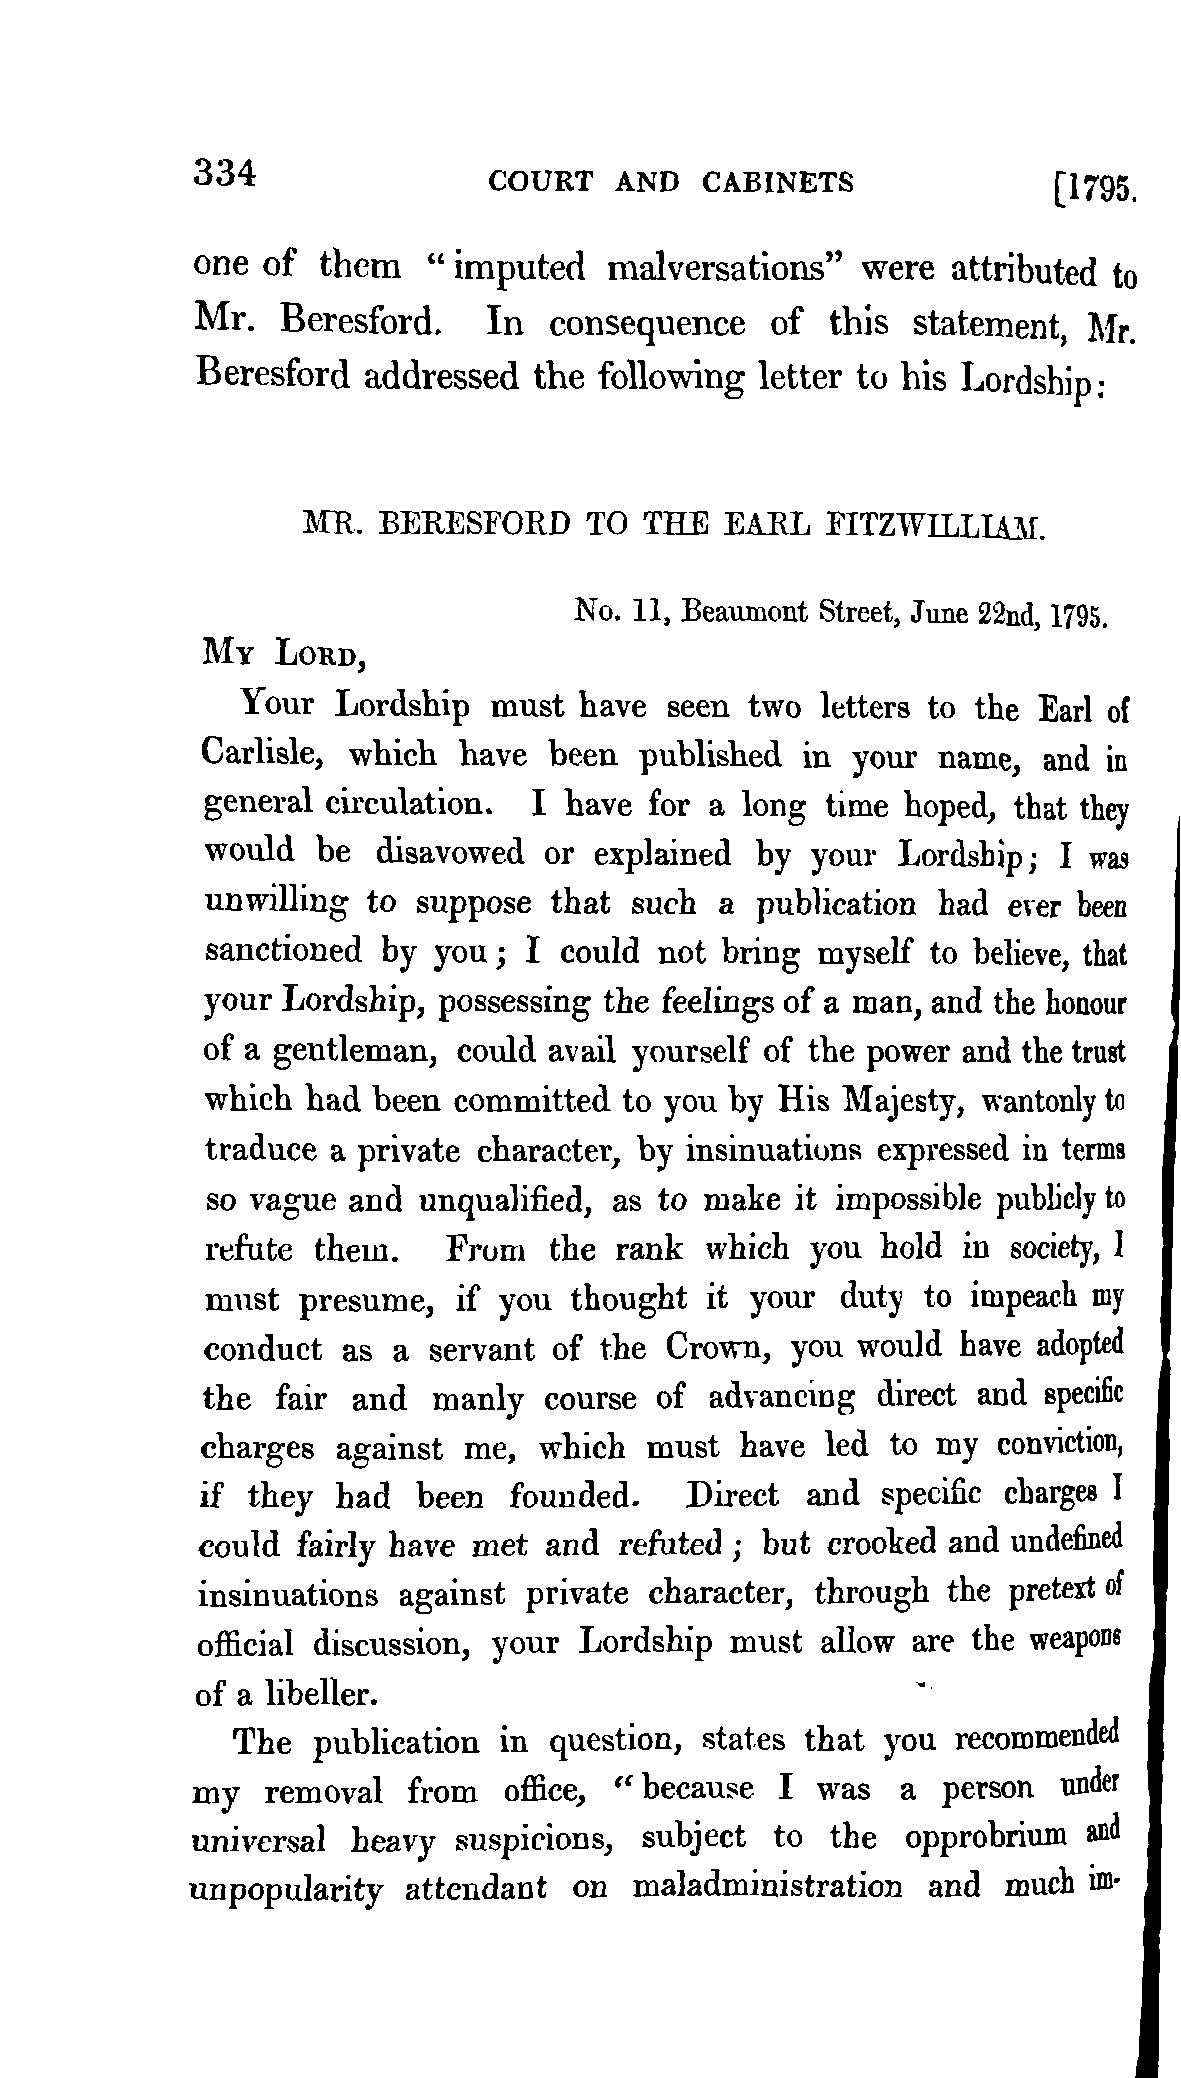 334 COURT AND CABINETS [1795.
one of them “imputed malversations” were attributed to
Mr. Beresford. In consequence of this statement, Mr.
Beresford addressed the following letter to his Lordship:
MR. BERESFORD TO THE EARL FITZWILLIAM.
No. 11, Beaumont Street, June 22nd, 1795.
MY LORD,
Your Lordship must have seen two letters to the Earl of
Carlisle, which have been published in your name, and in
general circulation. I have for a long time hoped, that they
would be disavowed or explained by your Lordship; I was
unwilling to suppose that such a publication had ever been
sanctioned by you; I could not bring myself to believe, that
your Lordship, possessing the feelings of a man, and the honour
of a gentleman, could avail yourself of the power and the trust
which had been committed to you by His Majesty, wantonly to
traduce a private character, by insinuations expressed in terms
so vague and unqualified, as to make it impossible publicly to
refute them. From the rank which you hold in society, I
must presume, if you thought it your duty to impeach my
conduct as a servant of the Crown, you would have adopted
the fair and manly course of advancing direct and specific
charges against me, which must have led to my conviction,
if they had been founded. Direct and specific charges I
could fairly have met and refuted; but crooked and undefined
insinuations against private character, through the pretext of
official discussion, your Lordship must allow are the weapons
of a libeller.
The publication in question, states that you recommended
my removal from office, “because I was a person under
universal heavy suspicions, subject to the opprobrium and
unpopularity attendant on maladministration and much im-